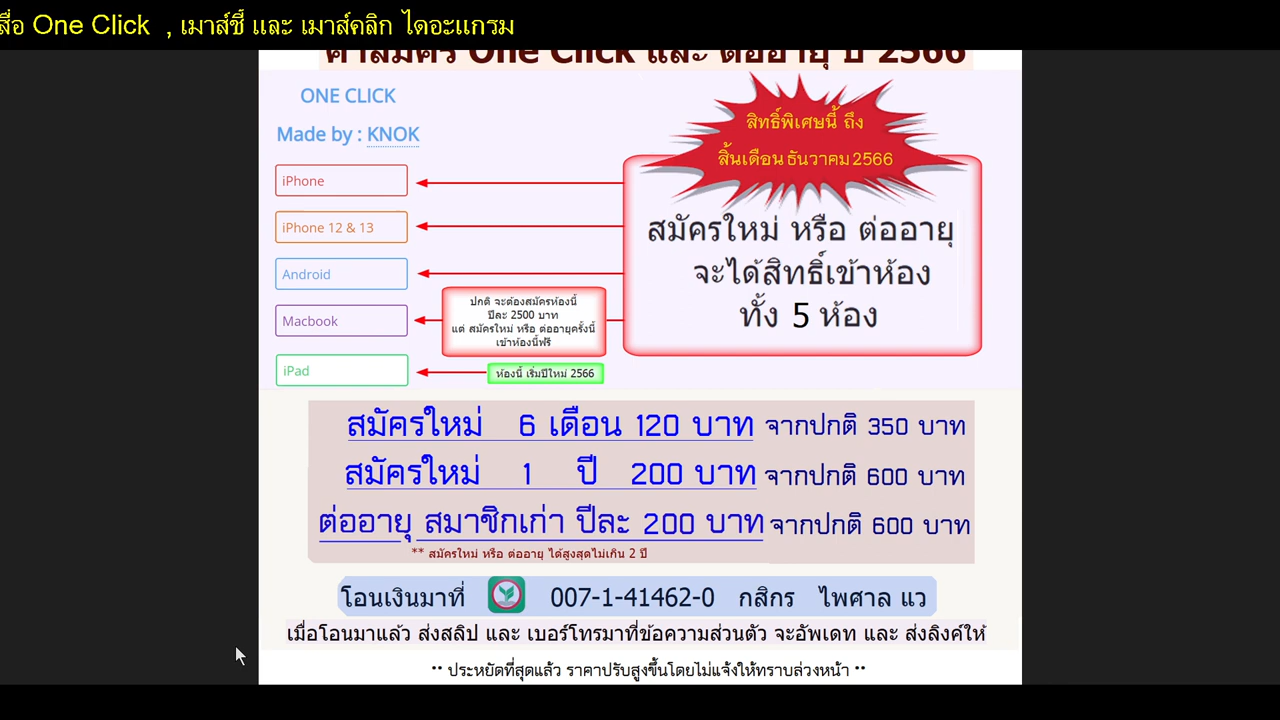 สื่อ One Click , เมาส์ชี้ และ เมาส์คลิก ไดอะแกรม
ค่าสมัคร One Click และ ต่ออายุ ปี 2566
ONE CLICK
Made by : KNOK
iPhone
iPhone 12 & 13
Android
Macbook
iPad
สิทธิ์พิเศษนี้ ถึง
สิ้นเดือน ธันวาคม 2566
สมัครใหม่ หรือ ต่ออายุ
จะได้สิทธิ์เข้าห้อง
ทั้ง 5 ห้อง
ปกติ จะต้องสมัครห้องนี้
ปีละ 2500 บาท
แต่ สมัครใหม่ หรือ ต่ออายุครั้งนี้
เข้าห้องนี้ฟรี
ห้องนี้ เริ่มปีใหม่ 2566
สมัครใหม่ 6 เดือน 120 บาท จากปกติ 350 บาท
สมัครใหม่ 1 ปี 200 บาท จากปกติ 600 บาท
ต่ออายุ สมาชิกเก่า ปีละ 200 บาท จากปกติ 600 บาท
** สมัครใหม่ หรือ ต่ออายุ ได้สูงสุดไม่เกิน 2 ปี
โอนเงินมาที่ 007-1-41462-0 กสิกร ไพศาล แว
เมื่อโอนมาแล้ว ส่งสลิป และ เบอร์โทรมาที่ข้อความส่วนตัว จะอัพเดท และ ส่งลิงค์ให้
** ประหยัดที่สุดแล้ว ราคาปรับสูงขึ้นโดยไม่แจ้งให้ทราบล่วงหน้า **